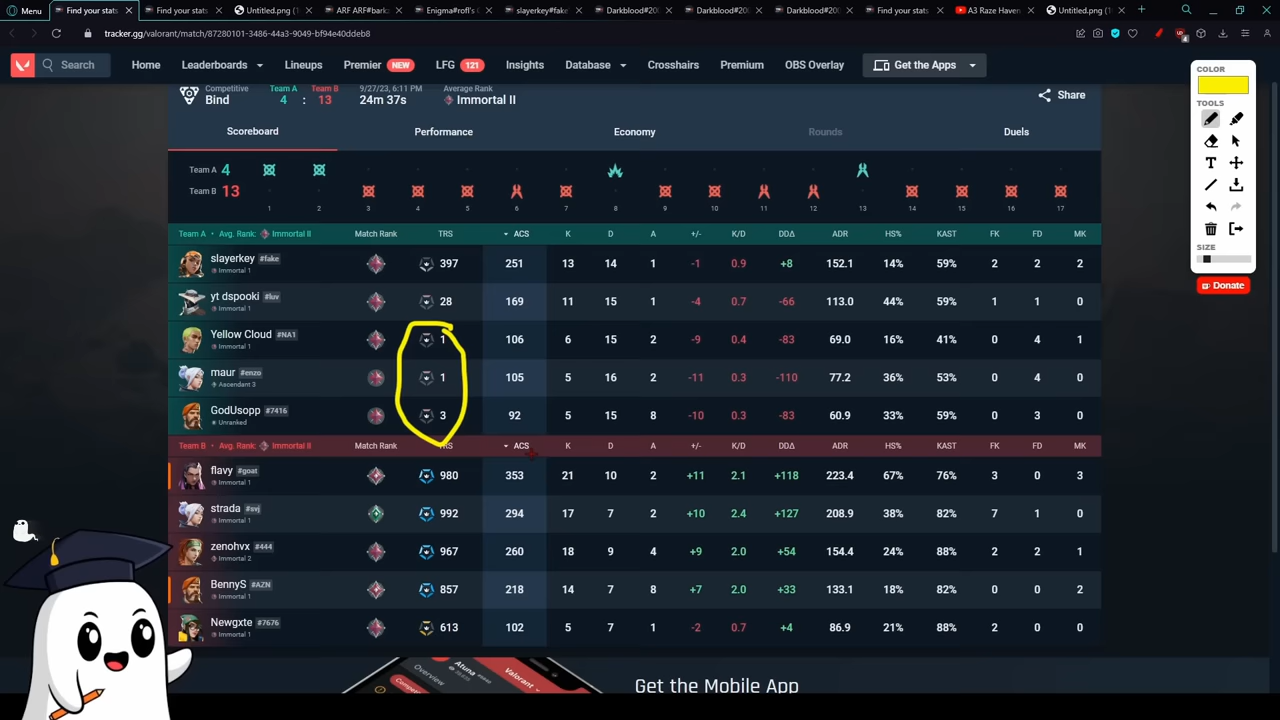 Menu
Find your stats
Find your stats
Untitled.png (1
ARF ARF#bark
Enigma#rofl's
slayerkey#fake'
Darkblood#20
Darkblood#20
Darkblood#20
Find your stats
A3 Raze Haven
Untitled.png (1
tracker.gg/valorant/match/87280101-3486-44a3-9049-bf94e40ddeb8
4
Search
Home
Leaderboards
Lineups
Premier NEW
LFG 121
Insights
Database
Crosshairs
Premium
OBS Overlay
Get the Apps
COLOR
TOOLS
T
SIZE
Donate
Competitive Team A Team B 9/27/23, 6:11 PM Average Rank
Bind 4 : 13 24m 37s Immortal II
Share
Scoreboard Performance Economy Rounds Duels
Team A 4
Team B 13
1 2 3 4 5 6 7 8 9 10 11 12 13 14 15 16 17
Team A • Avg. Rank: Immortal II Match Rank TRS ACS K D A +/- K/D DDΔ ADR HS% KAST FK FD MK
slayerkey #fake 397 251 13 14 1 -1 0.9 +8 152.1 14% 59% 2 2 2
Immortal 1
yt dspooki #luv 28 169 11 15 1 -4 0.7 -66 113.0 44% 59% 1 1 0
Immortal 1
Yellow Cloud #NA1 1 106 6 15 2 -9 0.4 -83 69.0 16% 41% 0 4 1
Immortal 1
maur #enzo 1 105 5 16 2 -11 0.3 -110 77.2 36% 53% 0 4 0
Ascendant 3
GodUsopp #7416 3 92 5 15 8 -10 0.3 -83 60.9 33% 59% 0 3 0
Unranked
Team B • Avg. Rank: Immortal II Match Rank TRS ACS K D A +/- K/D DDΔ ADR HS% KAST FK FD MK
flavy #goat 980 353 21 10 2 +11 2.1 +118 223.4 67% 76% 3 0 3
Immortal 1
strada #svj 992 294 17 7 2 +10 2.4 +127 208.9 38% 82% 7 1 0
Immortal 1
zenohvx #444 967 260 18 9 4 +9 2.0 +54 154.4 24% 88% 2 2 1
Immortal 2
BennyS #AZN 857 218 14 7 8 +7 2.0 +33 133.1 18% 82% 0 0 2
Immortal 1
Newgxte #7676 613 102 5 7 1 -2 0.7 +4 86.9 21% 88% 2 0 0
Immortal 1
Overview
Atuna
Valorant
Competitive
Get the Mobile App